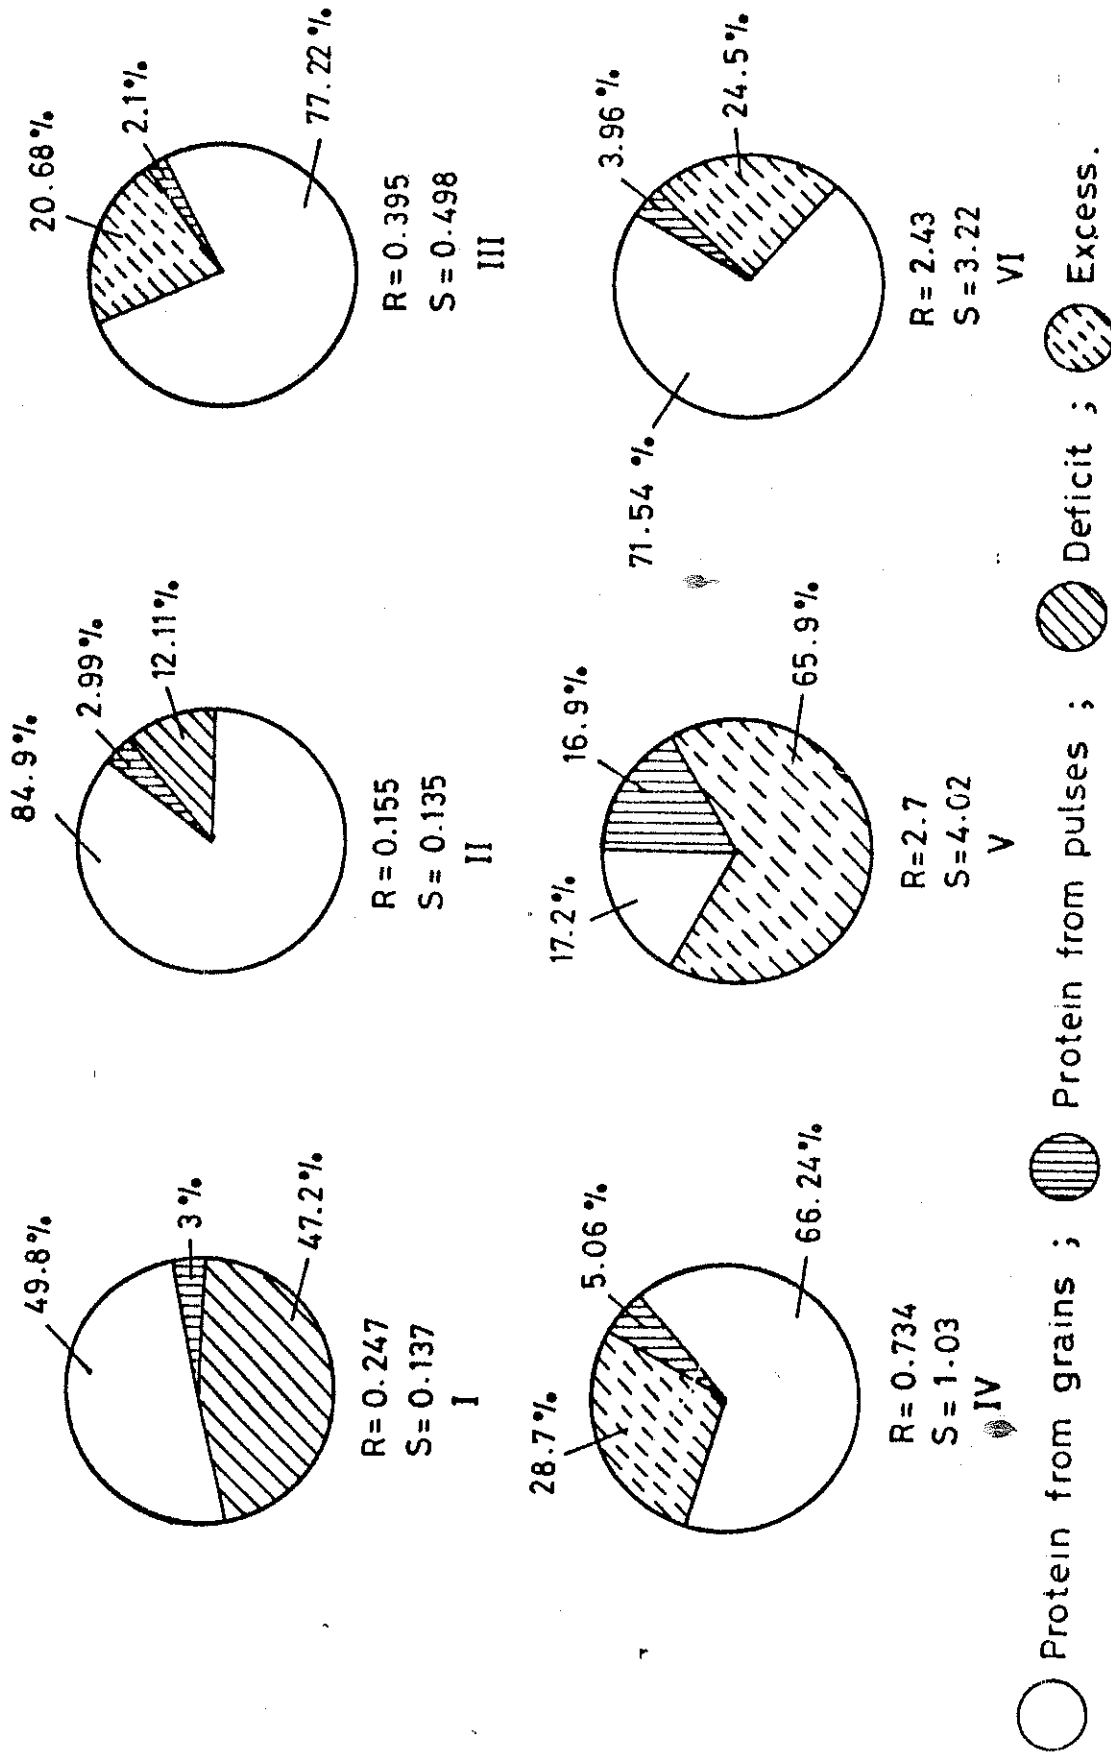 49.8%
3%
47.2%
R = 0.247
S = 0.137
I
84.9%
2.99%
12.11%
R = 0.155
S = 0.135
II
20.68%
2.1%
77.22%
R = 0.395
S = 0.498
III
28.7%
5.06%
66.24%
R = 0.734
S = 1.03
IV
17.2%
16.9%
65.9%
R = 2.7
S = 4.02
V
71.54 %
3.96%
24.5%
R = 2.43
S = 3.22
VI
Protein from grains ; Protein from pulses ; Deficit ; Excess.